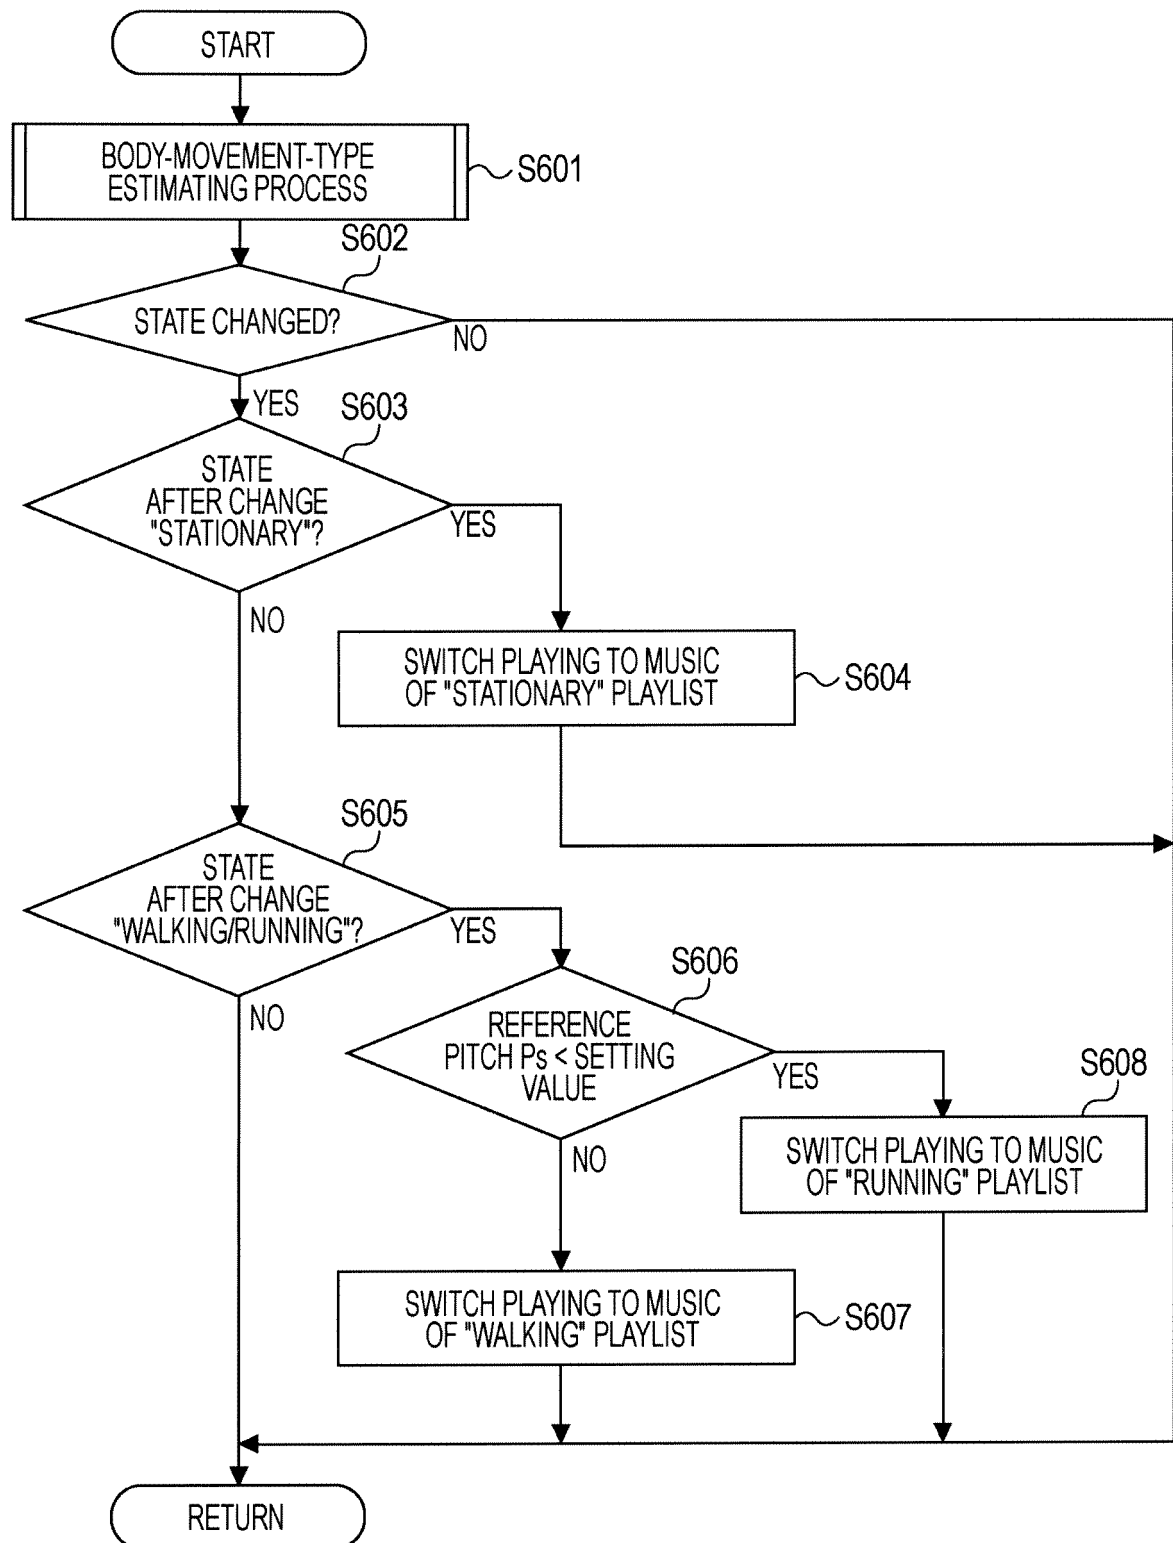 START
BODY-MOVEMENT-TYPE
ESTIMATING PROCESS
S601
S602
STATE CHANGED?
NO
YES
S603
STATE
AFTER CHANGE
"STATIONARY"?
YES
NO
SWITCH PLAYING TO MUSIC
OF "STATIONARY" PLAYLIST
S604
S605
STATE
AFTER CHANGE
"WALKING/RUNNING"?
YES
NO
S606
REFERENCE
PITCH Ps < SETTING
VALUE
YES
NO
S608
SWITCH PLAYING TO MUSIC
OF "RUNNING" PLAYLIST
SWITCH PLAYING TO MUSIC
OF "WALKING" PLAYLIST
S607
RETURN